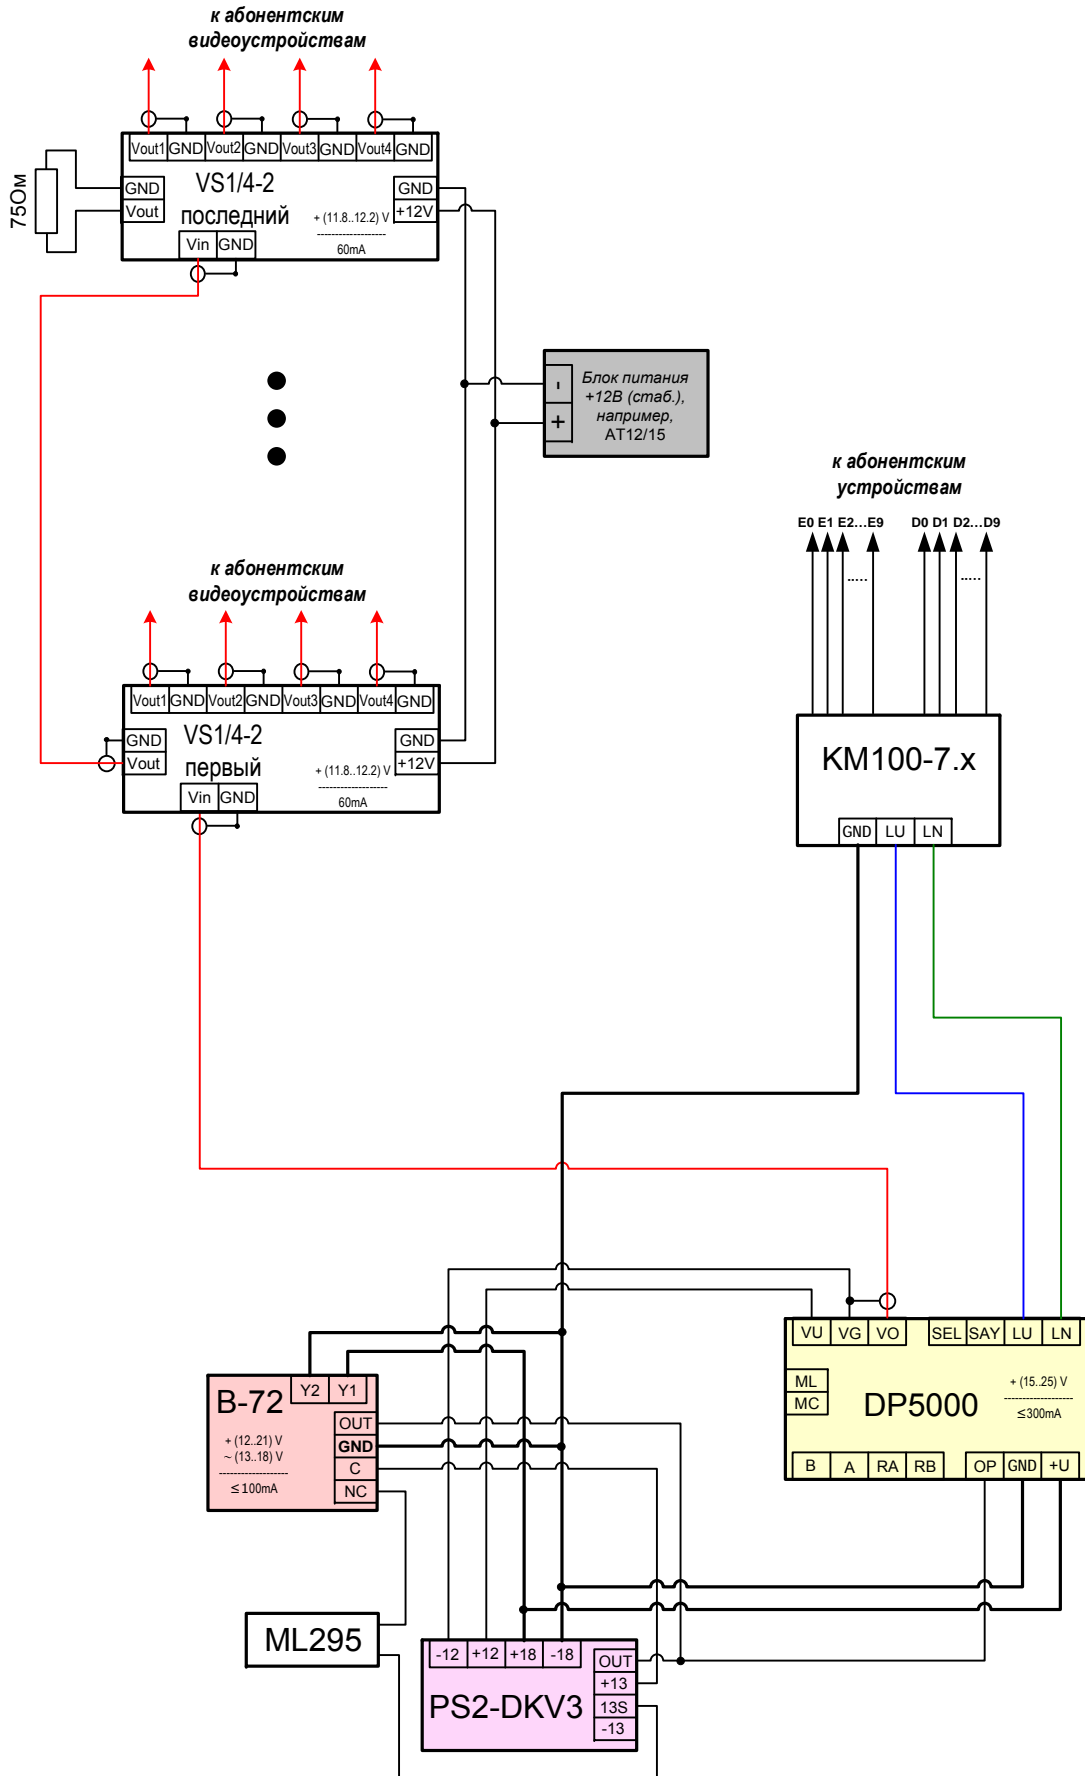 к абонентским
видеоустройствам
Vout1 GND Vout2 GND Vout3 GND Vout4 GND
75Ом
GND
Vout
VS1/4-2
последний
+ (11.8..12.2) V
60mA
GND
+12V
Vin GND
-
+
Блок питания
+12В (стаб.),
например,
AT12/15
к абонентским
устройствам
E0 E1 E2...E9 D0 D1 D2...D9
..... .....
к абонентским
видеоустройствам
Vout1 GND Vout2 GND Vout3 GND Vout4 GND
GND
Vout
VS1/4-2
первый
+ (11.8..12.2) V
60mA
GND
+12V
Vin GND
KM100-7.x
GND LU LN
VU VG VO SEL SAY LU LN
ML
MC
DP5000
+ (15..25) V
≤300mA
B A RA RB OP GND +U
Y2 Y1
B-72
+ (12..21) V
~ (13..18) V
≤100mA
OUT
GND
C
NC
ML295
-12 +12 +18 -18
OUT
+13
13S
-13
PS2-DKV3